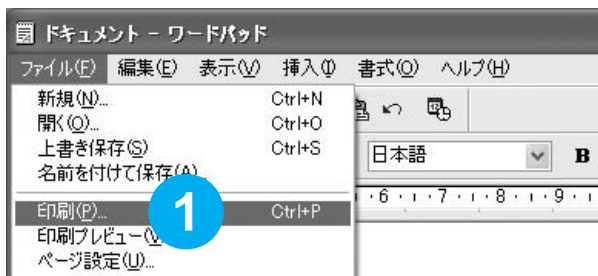 ドキュメント - ワードパッド
ファイル(F) 編集(E) 表示(V) 挿入(I) 書式(O) ヘルプ(H)
新規(N)... Ctrl+N
開く(O)... Ctrl+O
上書き保存(S) Ctrl+S
名前を付けて保存(A)...
日本語 B
·6·ı·7·ı·8·ı·9·ı
印刷(P)... Ctrl+P
1
印刷プレビュー(V)
ページ設定(U)...